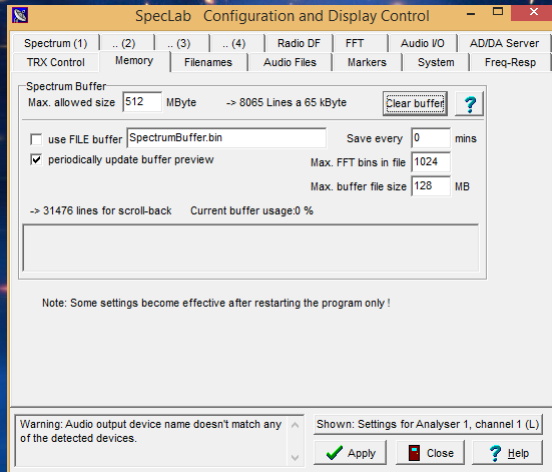 SpecLab Configuration and Display Control
Spectrum (1) .. (2) .. (3) .. (4) Radio DF FFT Audio I/O AD/DA Server
TRX Control Memory Filenames Audio Files Markers System Freq-Resp
Spectrum Buffer
Max. allowed size 512 MByte -> 8065 Lines a 65 kByte Clear buffer ?
use FILE buffer SpectrumBuffer.bin Save every 0 mins
periodically update buffer preview Max. FFT bins in file 1024
Max. buffer file size 128 MB
-> 31476 lines for scroll-back Current buffer usage:0 %
Note: Some settings become effective after restarting the program only !
Warning: Audio output device name doesn't match any
of the detected devices.
Shown: Settings for Analyser 1, channel 1 (L)
Apply Close ? Help